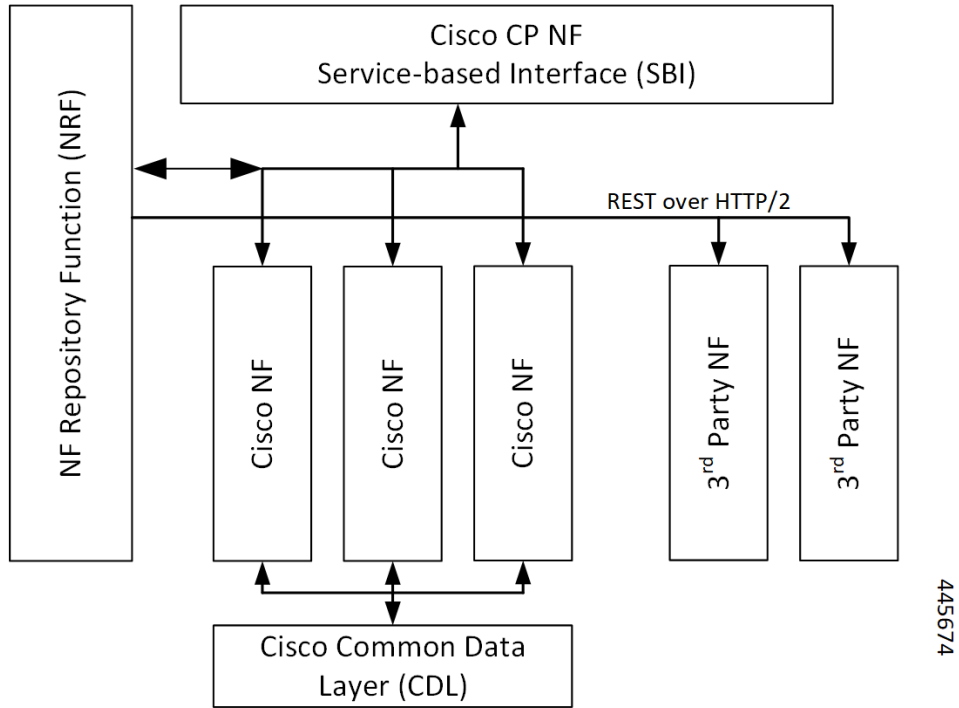 Cisco CP NF
Service-based Interface (SBI)
NF Repository Function (NRF)
REST over HTTP/2
Cisco NF
Cisco NF
Cisco NF
3rd Party NF
3rd Party NF
Cisco Common Data
Layer (CDL)
445674